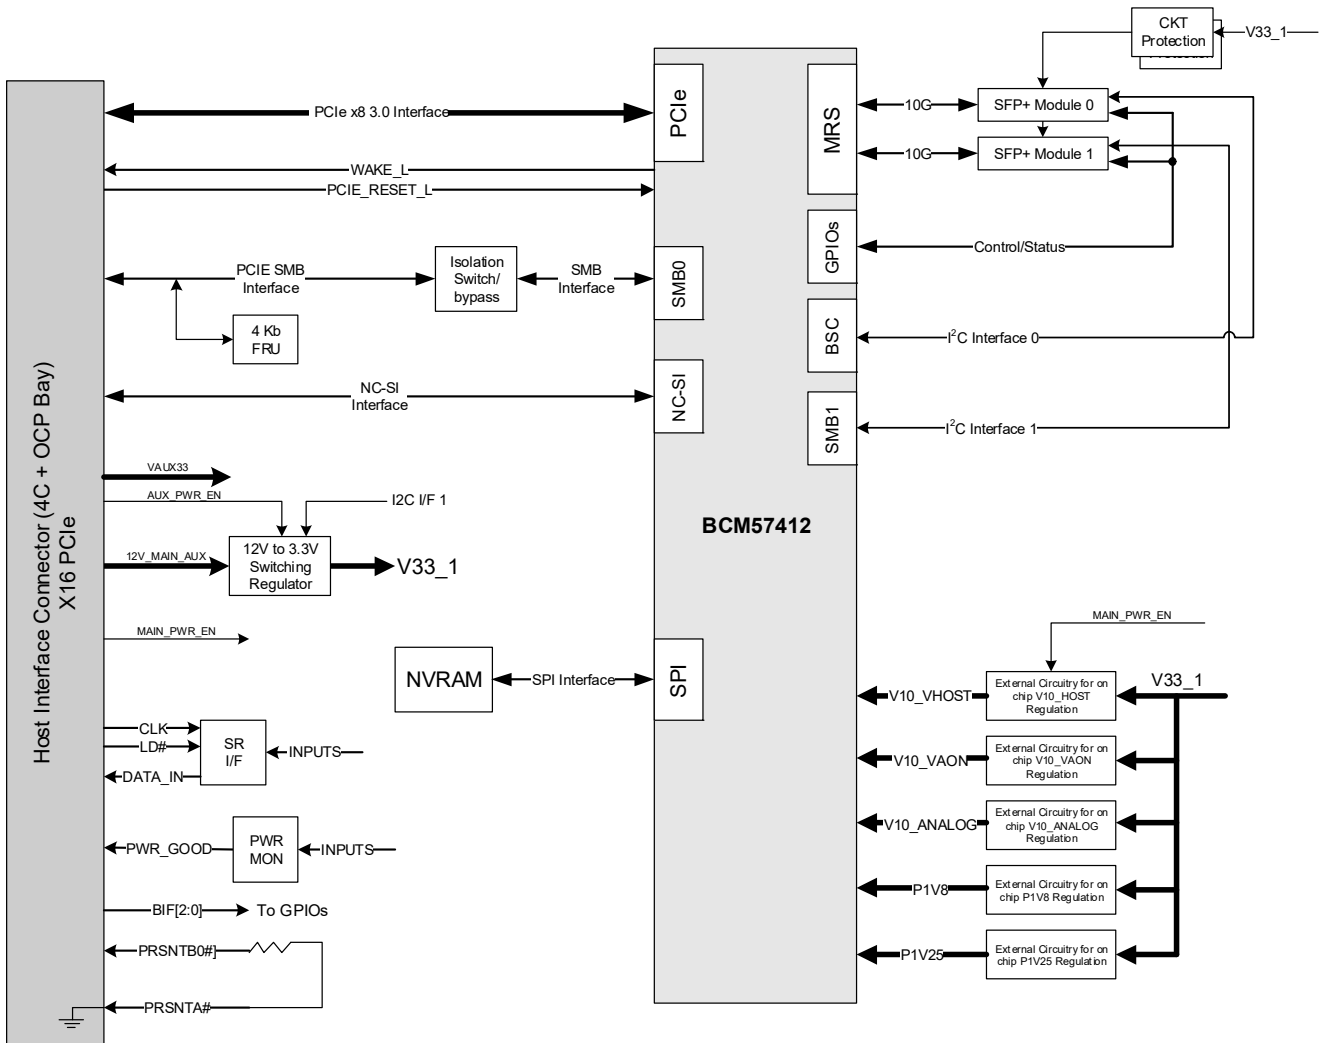 CKT
Protection
V33_1
Host Interface Connector (4C + OCP Bay)
X16 PCIe
PCIe x8 3.0 Interface
PCIe
WAKE_L
PCIE_RESET_L
PCIE SMB
Interface
Isolation
Switch/
bypass
SMB
Interface
SMB0
4 Kb
FRU
NC-SI
Interface
NC-SI
VAUX33
AUX_PWR_EN
I2C I/F 1
12V_MAIN_AUX
12V to 3.3V
Switching
Regulator
V33_1
MAIN_PWR_EN
NVRAM
SPI Interface
SPI
CLK
LD#
DATA_IN
SR
I/F
INPUTS
PWR_GOOD
PWR
MON
INPUTS
BIF[2:0]
To GPIOs
PRSNTB0#]
PRSNTA#
BCM57412
MRS
10G
SFP+ Module 0
10G
SFP+ Module 1
GPIOs
Control/Status
BSC
I²C Interface 0
SMB1
I²C Interface 1
MAIN_PWR_EN
V33_1
V10_VHOST
External Circuitry for on
chip V10_HOST
Regulation
V10_VAON
External Circuitry for on
chip V10_VAON
Regulation
V10_ANALOG
External Circuitry for on
chip V10_ANALOG
Regulation
P1V8
External Circuitry for on
chip P1V8 Regulation
P1V25
External Circuitry for on
chip P1V25 Regulation